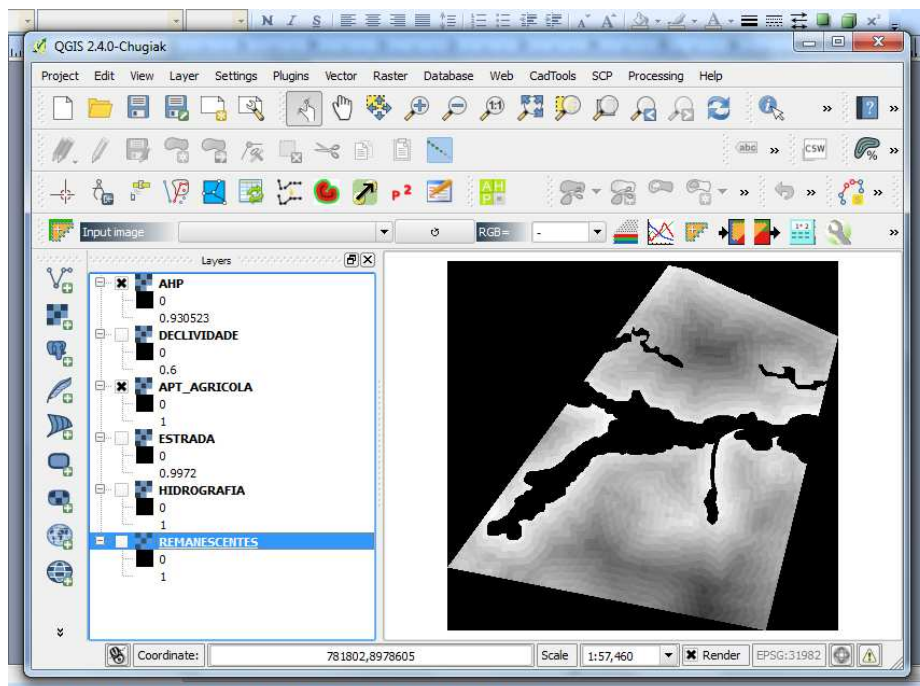 N I S
QGIS 2.4.0-Chugiak
Project Edit View Layer Settings Plugins Vector Raster Database Web CadTools SCP Processing Help
1:1
? »
abc » CSW % »
P² AHP » » »
Input image RGB= - »
Layers
AHP
0
0.930523
DECLIVIDADE
0
0.6
APT_AGRICOLA
0
1
ESTRADA
0
0.9972
HIDROGRAFIA
0
1
REMANESCENTES
0
1
Coordinate: 781802,8978605 Scale 1:57,460 Render EPSG:31982